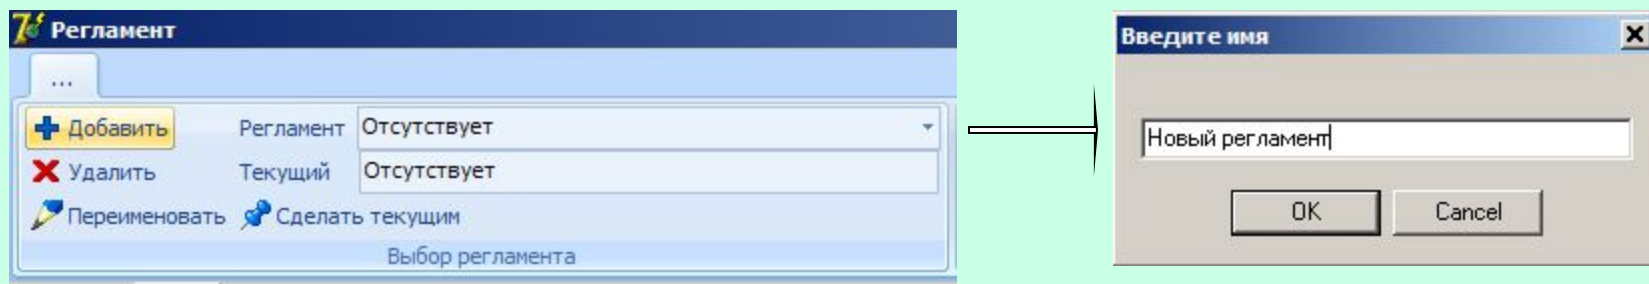 Регламент
...
Добавить Регламент Отсутствует
Удалить Текущий Отсутствует
Переименовать Сделать текущим
Выбор регламента
Введите имя
Новый регламент
OK Cancel